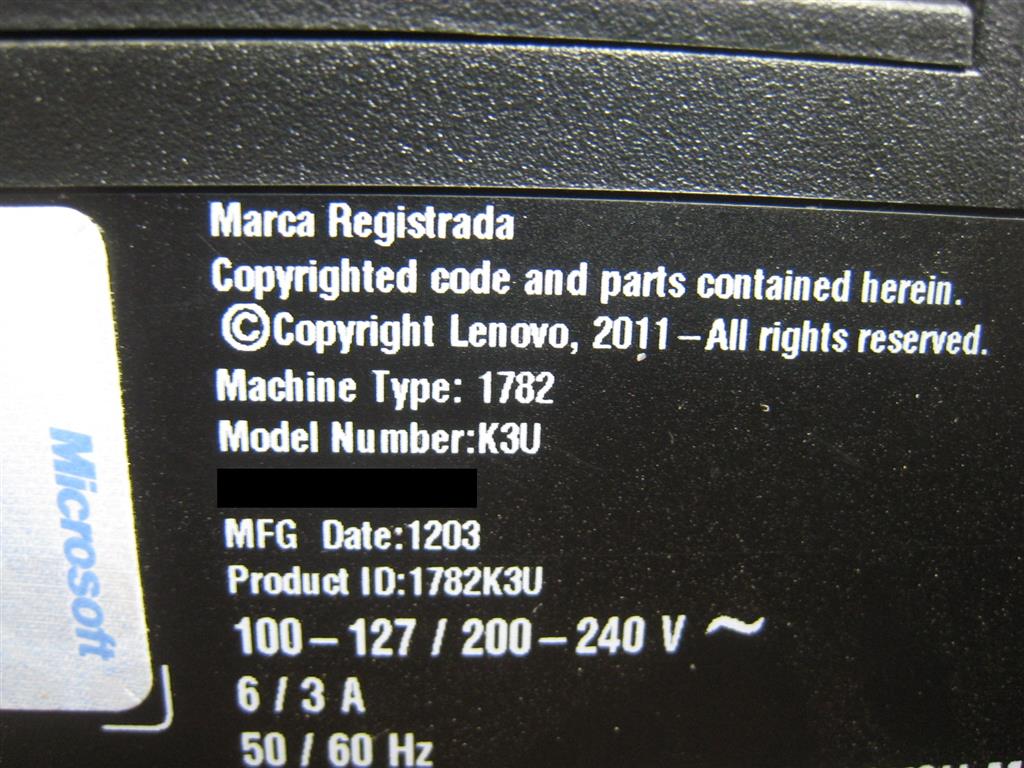 Marca Registrada
Copyrighted code and parts contained herein.
©Copyright Lenovo, 2011–All rights reserved.
Machine Type: 1782
Model Number:K3U
MFG Date:1203
Product ID:1782K3U
100–127 / 200–240 V ~
6 / 3 A
50 / 60 Hz
Microsoft